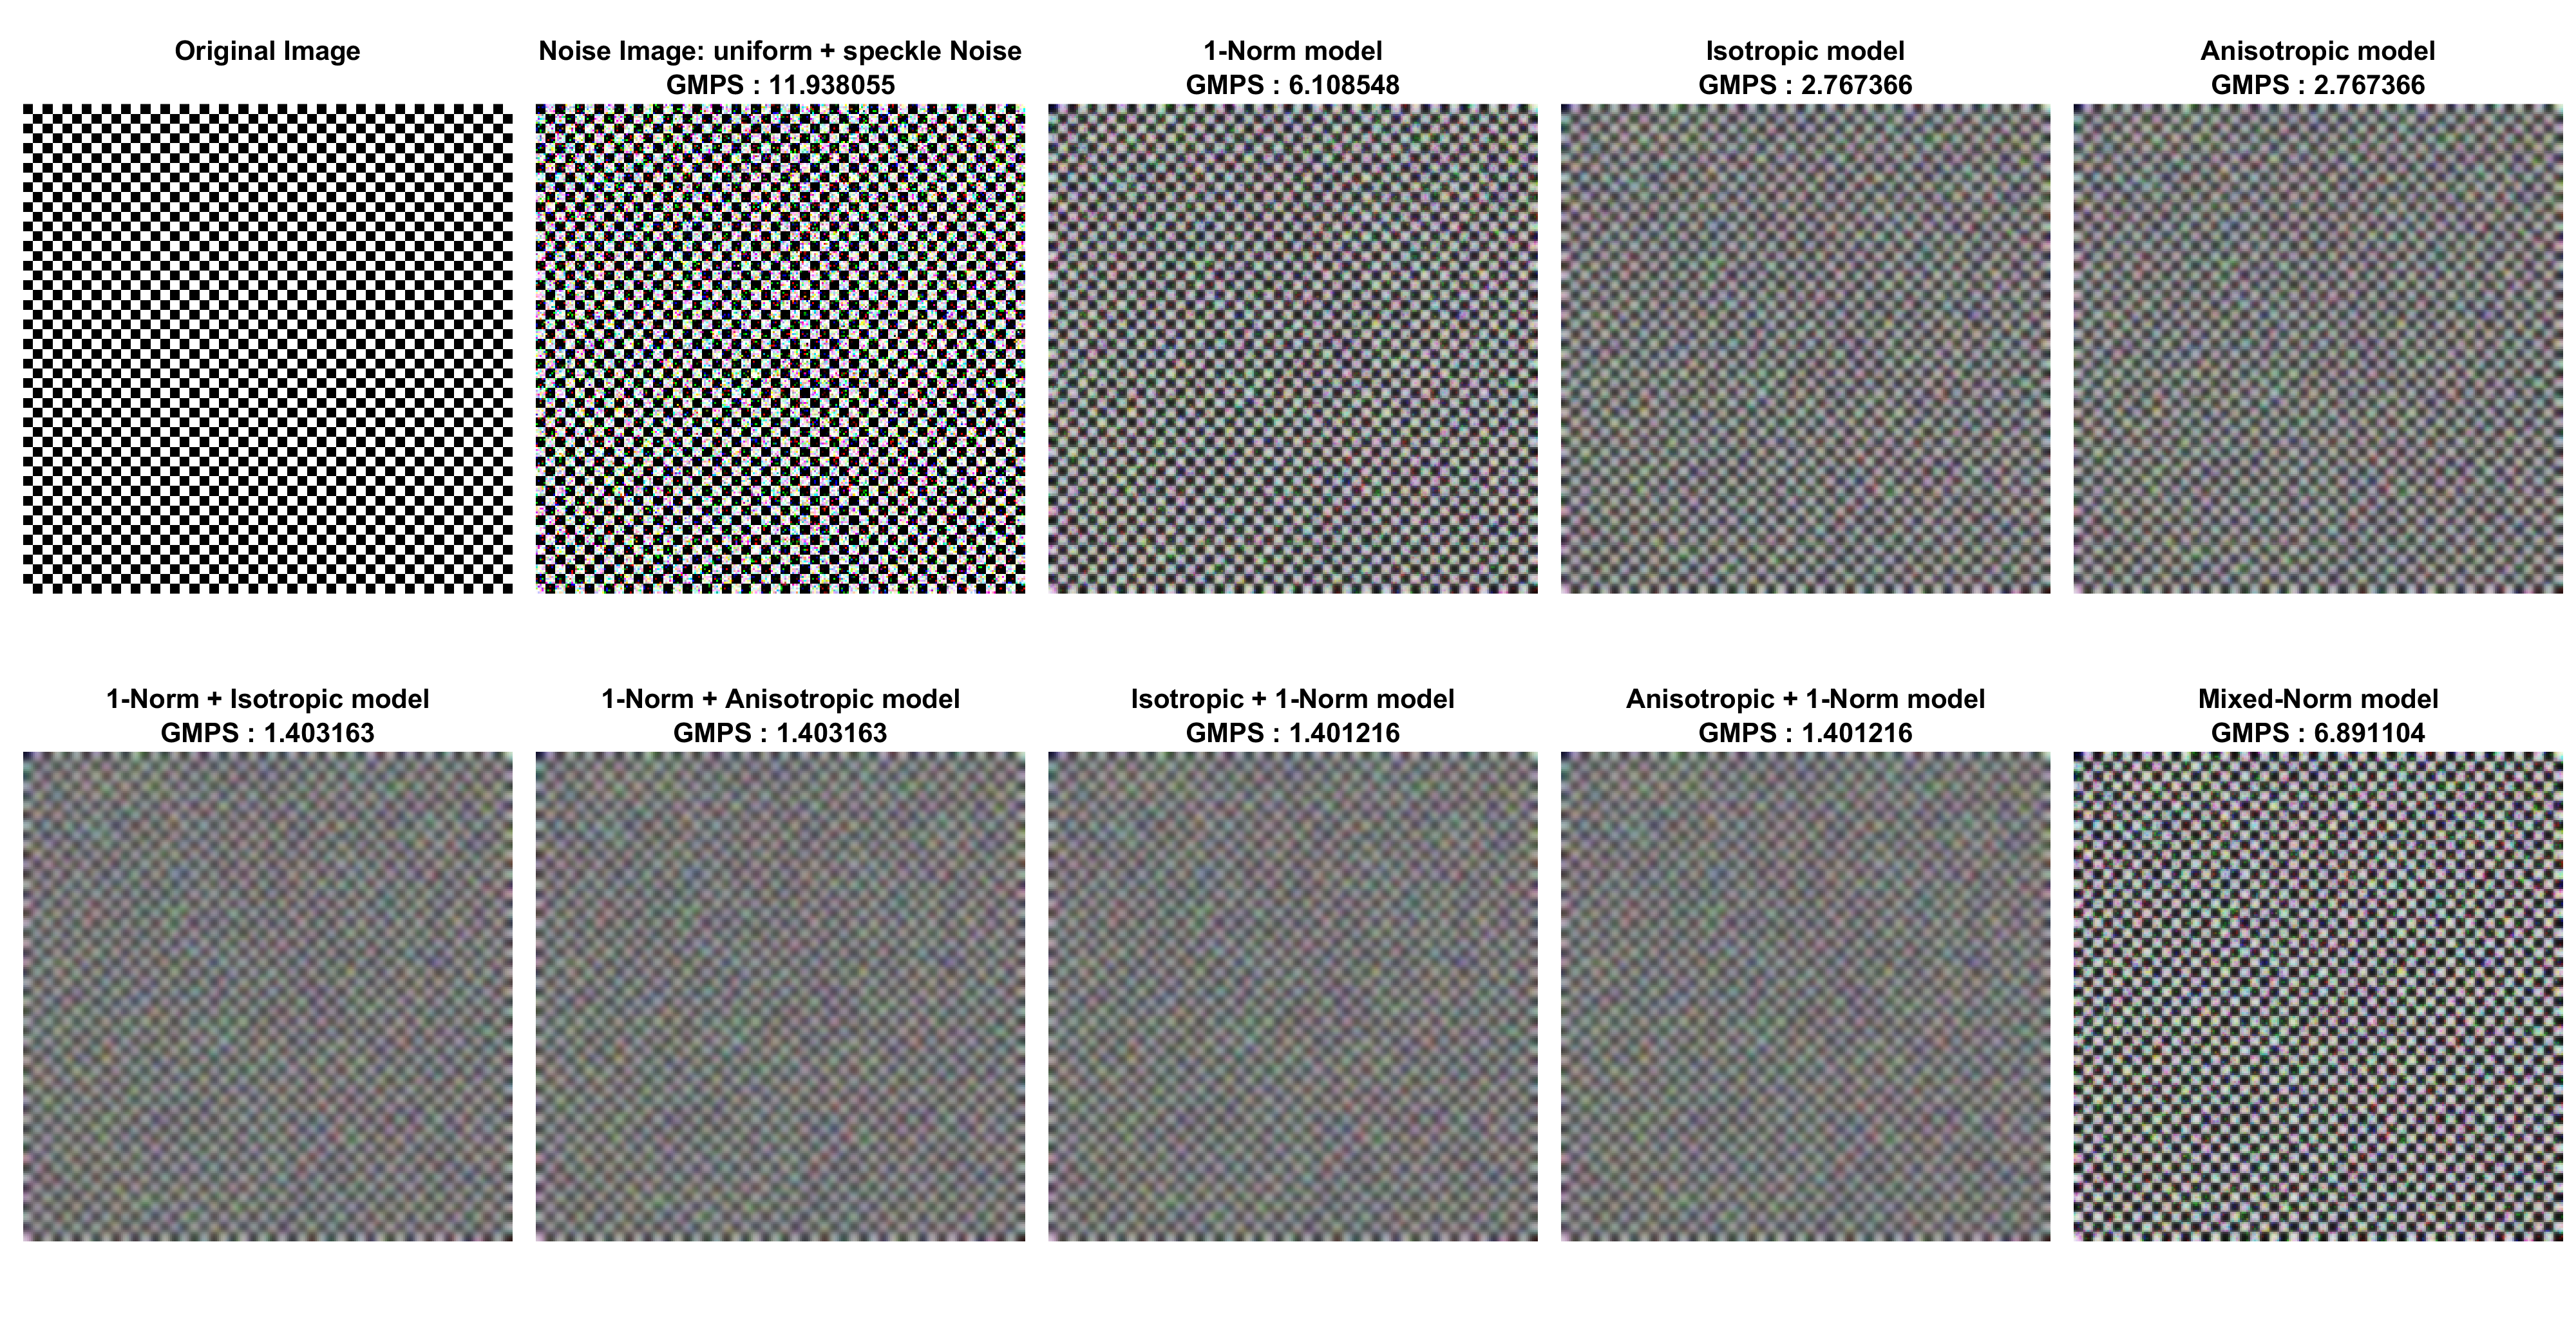 Original Image
Noise Image: uniform + speckle Noise
GMPS : 11.938055
1-Norm model
GMPS : 6.108548
Isotropic model
GMPS : 2.767366
Anisotropic model
GMPS : 2.767366
1-Norm + Isotropic model
GMPS : 1.403163
1-Norm + Anisotropic model
GMPS : 1.403163
Isotropic + 1-Norm model
GMPS : 1.401216
Anisotropic + 1-Norm model
GMPS : 1.401216
Mixed-Norm model
GMPS : 6.891104